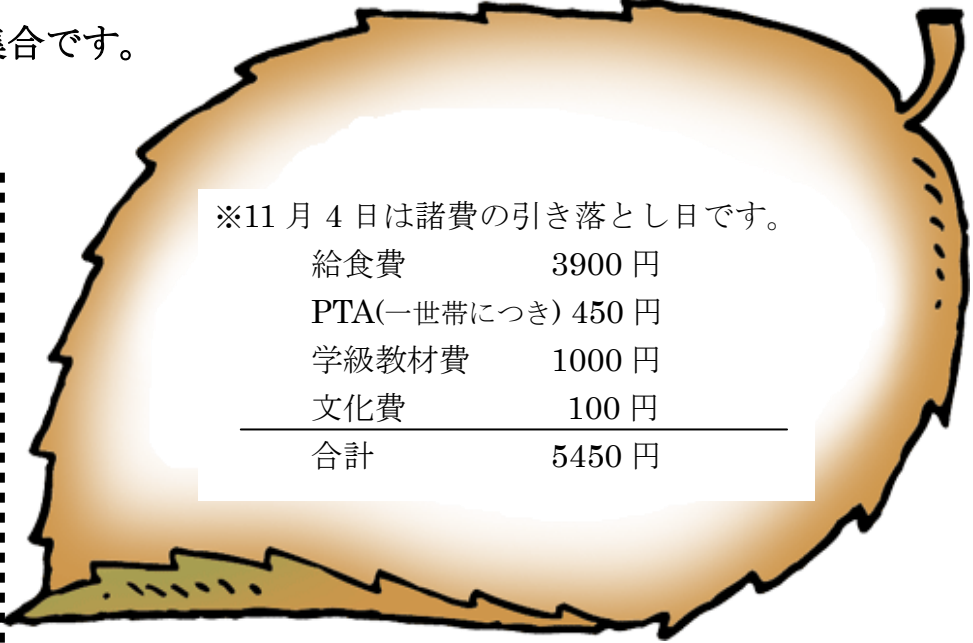 集合です。
※11 月 4 日は諸費の引き落とし日です。
給食費 3900 円
PTA(一世帯につき) 450 円
学級教材費 1000 円
文化費 100 円
合計 5450 円